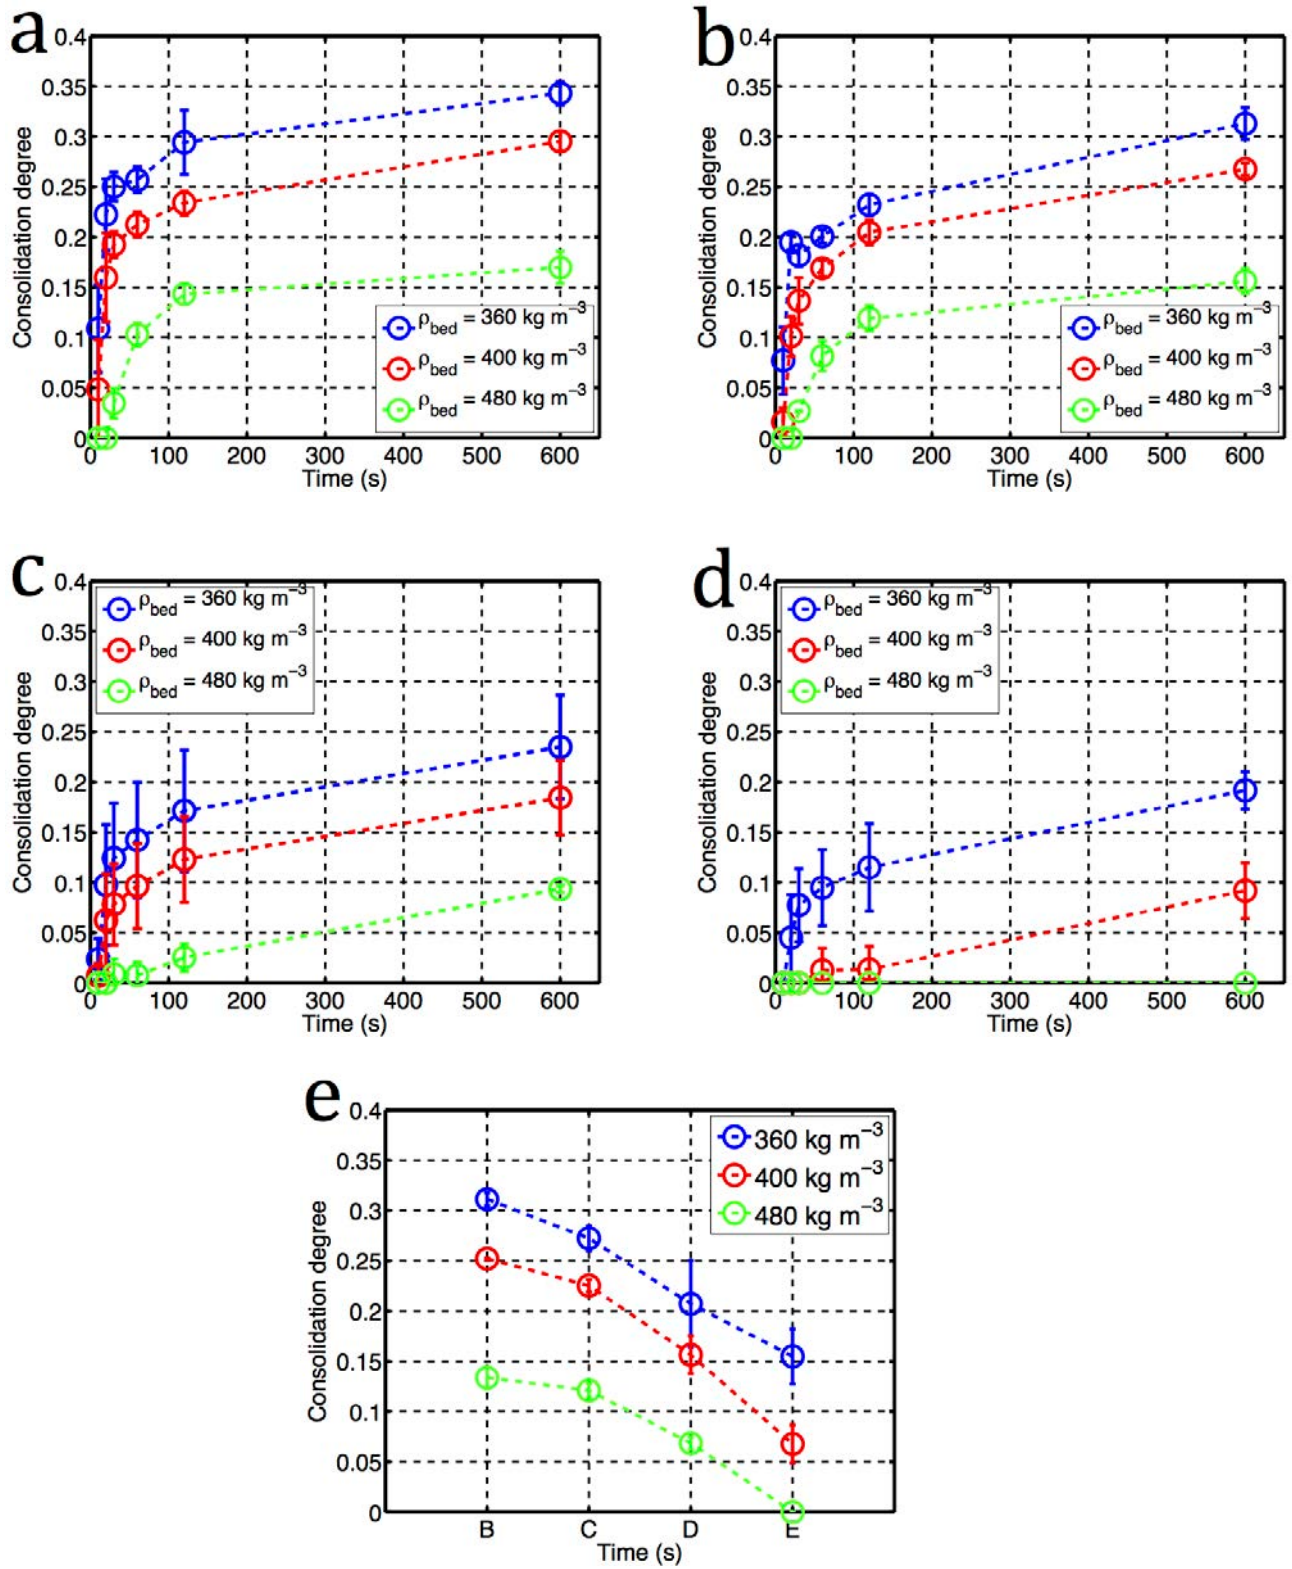 a
0.4
0.35
0.3
0.25
0.2
0.15
0.1
0.05
0
Consolidation degree
ρbed = 360 kg m−3
ρbed = 400 kg m−3
ρbed = 480 kg m−3
0 100 200 300 400 500 600
Time (s)
b
0.4
0.35
0.3
0.25
0.2
0.15
0.1
0.05
0
Consolidation degree
ρbed = 360 kg m−3
ρbed = 400 kg m−3
ρbed = 480 kg m−3
0 100 200 300 400 500 600
Time (s)
c
0.4
0.35
0.3
0.25
0.2
0.15
0.1
0.05
0
Consolidation degree
ρbed = 360 kg m−3
ρbed = 400 kg m−3
ρbed = 480 kg m−3
0 100 200 300 400 500 600
Time (s)
d
0.4
0.35
0.3
0.25
0.2
0.15
0.1
0.05
0
Consolidation degree
ρbed = 360 kg m−3
ρbed = 400 kg m−3
ρbed = 480 kg m−3
0 100 200 300 400 500 600
Time (s)
e
0.4
0.35
0.3
0.25
0.2
0.15
0.1
0.05
0
Consolidation degree
360 kg m−3
400 kg m−3
480 kg m−3
B C D E
Time (s)